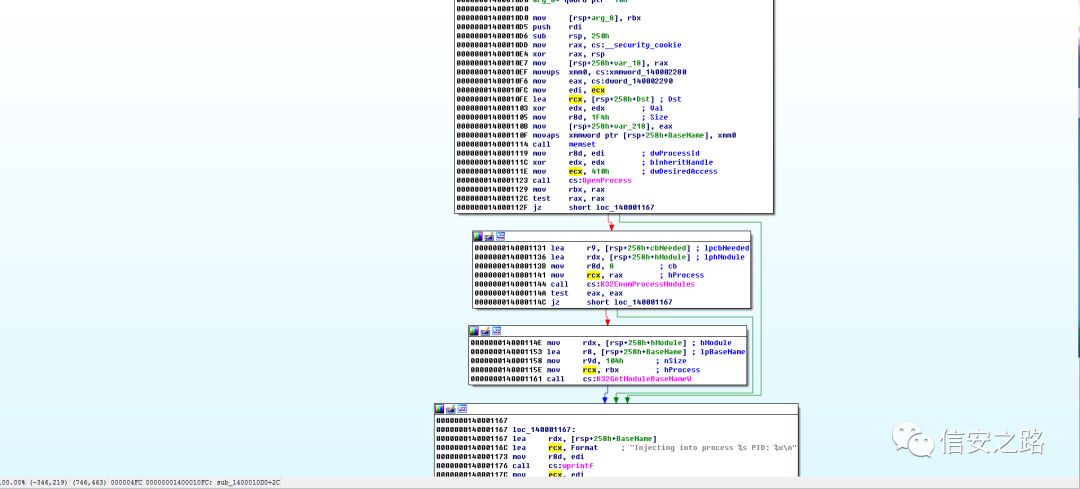 00000001400010D0 arg_8= qword ptr  10h
00000001400010D0
00000001400010D0 mov     [rsp+arg_8], rbx
00000001400010D5 push    rdi
00000001400010D6 sub     rsp, 250h
00000001400010DD mov     rax, cs:__security_cookie
00000001400010E4 xor     rax, rsp
00000001400010E7 mov     [rsp+258h+var_18], rax
00000001400010EF movups  xmm0, cs:xmmword_140002280
00000001400010F6 mov     eax, cs:dword_140002290
00000001400010FC mov     edi, ecx
00000001400010FE lea     rcx, [rsp+258h+Dst] ; Dst
0000000140001103 xor     edx, edx        ; Val
0000000140001105 mov     r8d, 1F4h       ; Size
000000014000110B mov     [rsp+258h+var_218], eax
000000014000110F movaps  xmmword ptr [rsp+258h+BaseName], xmm0
0000000140001114 call    memset
0000000140001119 mov     r8d, edi        ; dwProcessId
000000014000111C xor     edx, edx        ; bInheritHandle
000000014000111E mov     ecx, 410h       ; dwDesiredAccess
0000000140001123 call    cs:OpenProcess
0000000140001129 mov     rbx, rax
000000014000112C test    rax, rax
000000014000112F jz      short loc_140001167
0000000140001131 lea     r9, [rsp+258h+cbNeeded] ; lpcbNeeded
0000000140001136 lea     rdx, [rsp+258h+hModule] ; lphModule
000000014000113B mov     r8d, 8          ; cb
0000000140001141 mov     rcx, rax        ; hProcess
0000000140001144 call    cs:K32EnumProcessModules
000000014000114A test    eax, eax
000000014000114C jz      short loc_140001167
000000014000114E mov     rdx, [rsp+258h+hModule] ; hModule
0000000140001153 lea     r8, [rsp+258h+BaseName] ; lpBaseName
0000000140001158 mov     r9d, 104h       ; nSize
000000014000115E mov     rcx, rbx        ; hProcess
0000000140001161 call    cs:K32GetModuleBaseNameW
0000000140001167
0000000140001167 loc_140001167:
0000000140001167 lea     rdx, [rsp+258h+BaseName]
000000014000116C lea     rcx, Format     ; "Injecting into process %s PID: %u\n"
0000000140001173 mov     r8d, edi
0000000140001176 call    cs:wprintf
000000014000117C mov     ecx, edi
信安之路
100.00% (-346,219) (746,463) 000004FC 00000001400010FC: sub_1400010D0+2C